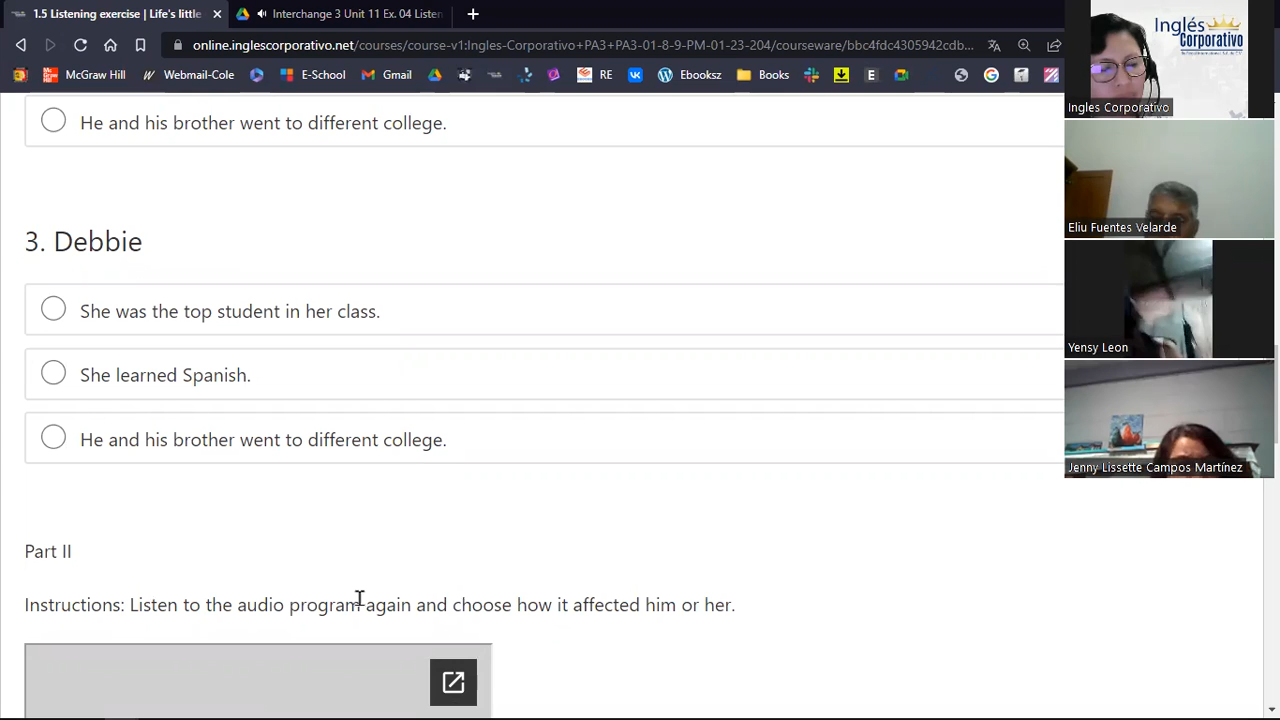 1.5 Listening exercise | Life's little
Interchange 3 Unit 11 Ex. 04 Listen
online.inglescorporativo.net/courses/course-v1:Ingles-Corporativo+PA3+PA3-01-8-9-PM-01-23-204/courseware/bbc4fdc4305942cdb...
McGraw Hill
Webmail-Cole
E-School
Gmail
RE
EbookSz
Books
Inglés
Corporativo
Ingles Corporativo
He and his brother went to different college.
Eliu Fuentes Velarde
3. Debbie
She was the top student in her class.
Yensy Leon
She learned Spanish.
He and his brother went to different college.
Jenny Lissette Campos Martínez
Part II
Instructions: Listen to the audio program again and choose how it affected him or her.